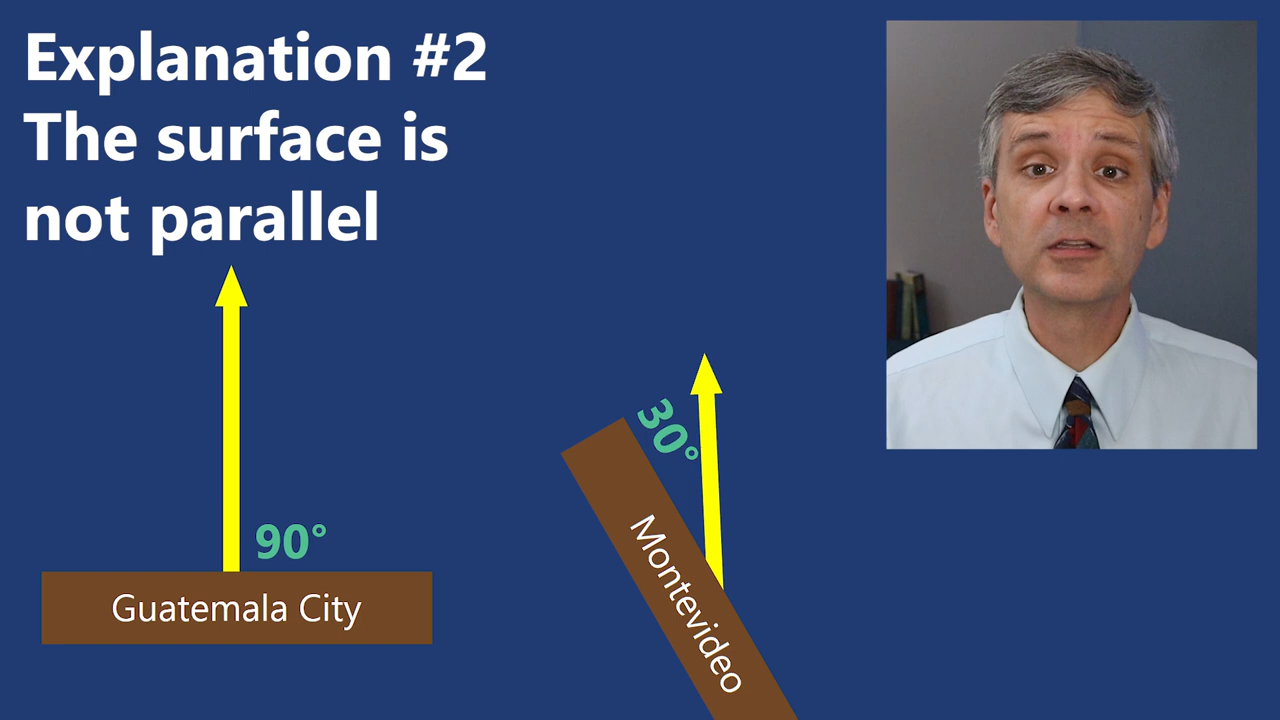 Explanation #2
The surface is
not parallel
90°
Guatemala City
30°
Montevideo